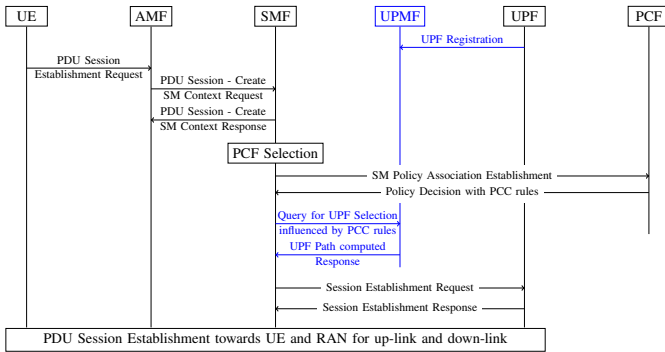 UE AMF SMF UPMF UPF PCF
UPF Registration
PDU Session
Establishment Request
PDU Session - Create
SM Context Request
PDU Session - Create
SM Context Response
PCF Selection
SM Policy Association Establishment
Policy Decision with PCC rules
Query for UPF Selection
influenced by PCC rules
UPF Path computed
Response
Session Establishment Request
Session Establishment Response
PDU Session Establishment towards UE and RAN for up-link and down-link